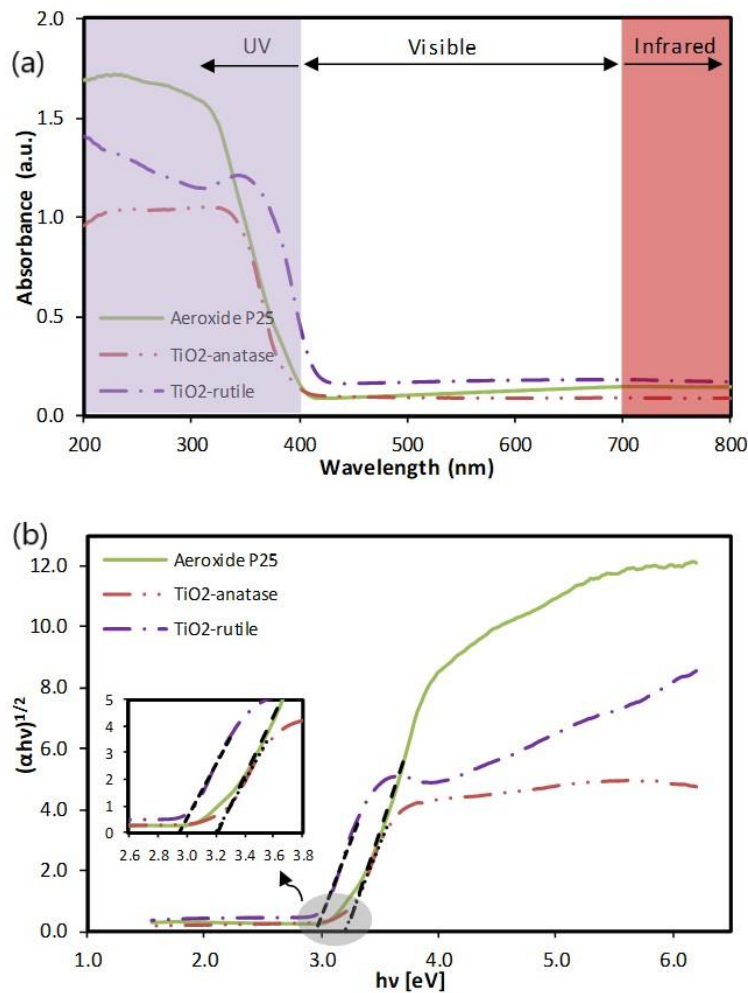 (a)
UV
Visible
Infrared
2.0
1.5
1.0
0.5
0.0
Absorbance (a.u.)
Aeroxide P25
TiO2-anatase
TiO2-rutile
200 300 400 500 600 700 800
Wavelength (nm)
(b)
Aeroxide P25
TiO2-anatase
TiO2-rutile
12.0
10.0
8.0
6.0
4.0
2.0
0.0
(αhν)1/2
5
4
3
2
1
0
2.6 3.0 3.2 3.4 3.6 3.8
1.0 2.0 3.0 4.0 5.0 6.0
hν [eV]